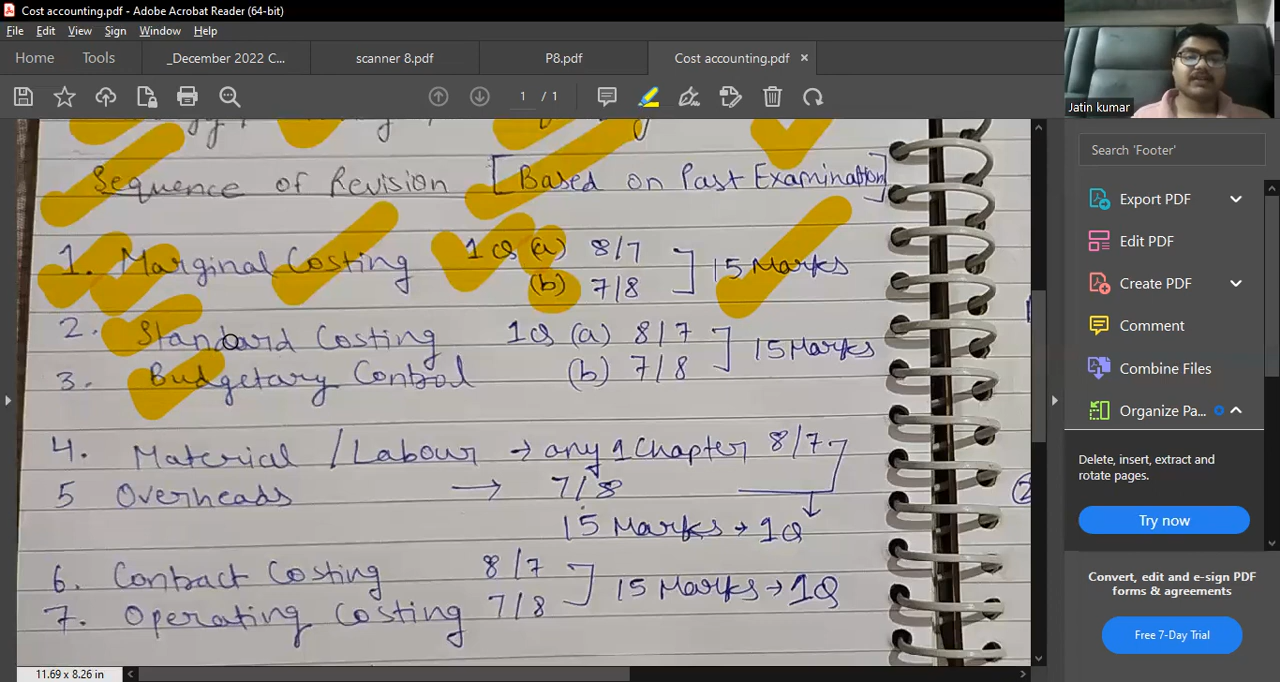 Cost accounting.pdf - Adobe Acrobat Reader (64-bit)
File Edit View Sign Window Help
Home Tools _December 2022 C... scanner 8.pdf P8.pdf Cost accounting.pdf ×
1 / 1
Jatin kumar
Sequence of Revision [Based on Past Examination]
1. Marginal Costing 1Q (a) 8/7
(b) 7/8 ] 15 Marks
2. Standard Costing 1Q (a) 8/7
3. Budgetary Control (b) 7/8 ] 15 Marks
4. Material / Labour → any 1 Chapter 8/7
5 Overheads → 7/8
15 Marks → 1Q
6. Contract Costing 8/7
7. Operating Costing 7/8 ] 15 Marks → 1Q
11.69 x 8.26 in
Search 'Footer'
Export PDF
Edit PDF
Create PDF
Comment
Combine Files
Organize Pa...
Delete, insert, extract and
rotate pages.
Try now
Convert, edit and e-sign PDF
forms & agreements
Free 7-Day Trial